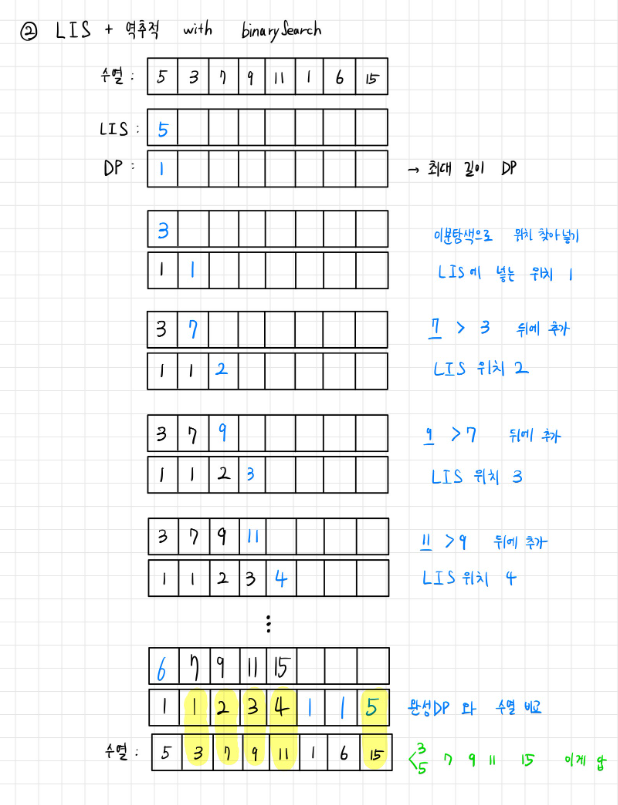 ② LIS + 역추적 with binarySearch
수열 : 5 3 7 9 11 1 6 15
LIS : 5
DP : 1 → 최대 길이 DP
3 이분탐색으로 위치 찾아넣기
1 1 LIS에 넣는 위치 1
3 7 7 > 3 뒤에 추가
1 1 2 LIS 위치 2
3 7 9 9 > 7 뒤에 추가
1 1 2 3 LIS 위치 3
3 7 9 11 11 > 9 뒤에 추가
1 1 2 3 4 LIS 위치 4
⋮
6 7 9 11 15
1 1 2 3 4 1 1 5 완성DP 와 수열 비교
수열 : 5 3 7 9 11 1 6 15 < 3 5 7 9 11 15 이게 답